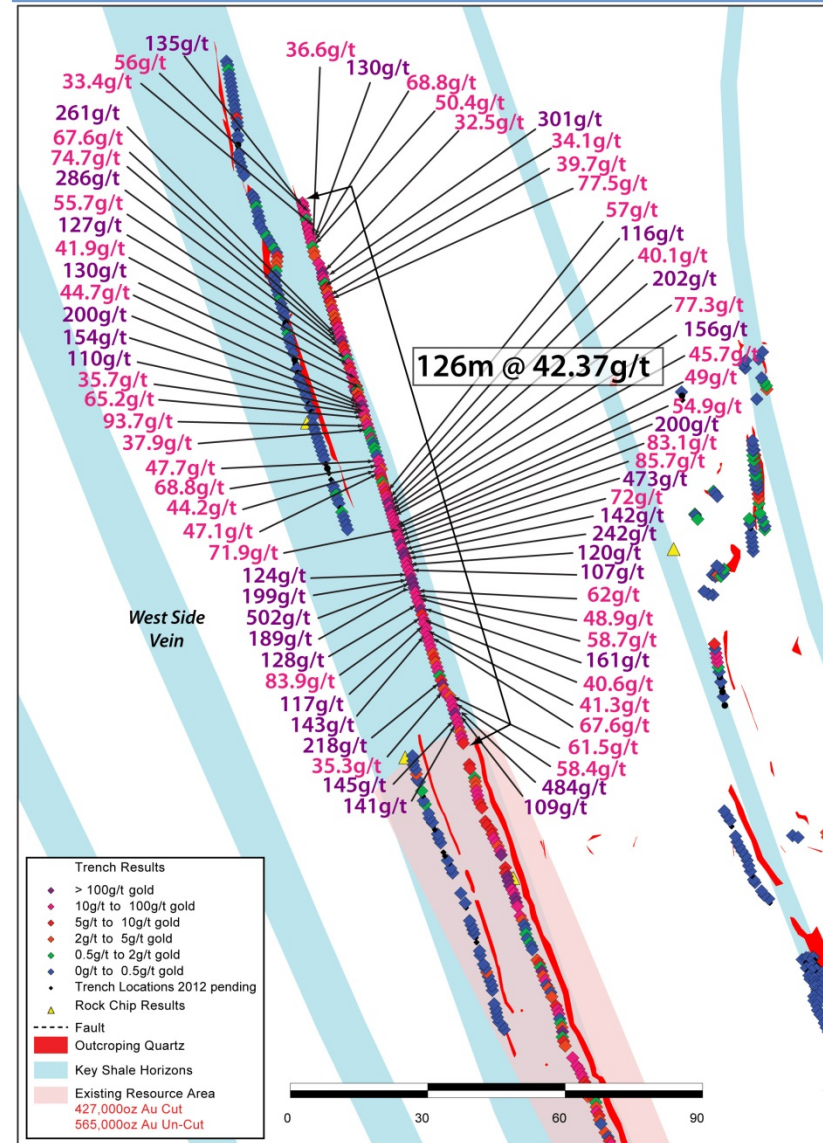 135g/t
56g/t
33.4g/t
261g/t
67.6g/t
74.7g/t
286g/t
55.7g/t
127g/t
41.9g/t
130g/t
44.7g/t
200g/t
154g/t
110g/t
35.7g/t
65.2g/t
93.7g/t
37.9g/t
47.7g/t
68.8g/t
44.2g/t
47.1g/t
71.9g/t
124g/t
199g/t
502g/t
189g/t
128g/t
83.9g/t
117g/t
143g/t
218g/t
35.3g/t
145g/t
141g/t
36.6g/t
130g/t
68.8g/t
50.4g/t
32.5g/t
301g/t
34.1g/t
39.7g/t
77.5g/t
57g/t
116g/t
40.1g/t
202g/t
77.3g/t
156g/t
45.7g/t
49g/t
54.9g/t
200g/t
83.1g/t
85.7g/t
473g/t
72g/t
142g/t
242g/t
120g/t
107g/t
62g/t
48.9g/t
58.7g/t
161g/t
40.6g/t
41.3g/t
67.6g/t
61.5g/t
58.4g/t
484g/t
109g/t
126m @ 42.37g/t
West Side
Vein
Trench Results
> 100g/t gold
10g/t to 100g/t gold
5g/t to 10g/t gold
2g/t to 5g/t gold
0.5g/t to 2g/t gold
0g/t to 0.5g/t gold
Trench Locations 2012 pending
Rock Chip Results
Fault
Outcroping Quartz
Key Shale Horizons
Existing Resource Area
427,000oz Au Cut
565,000oz Au Un-Cut
0 30 60 90